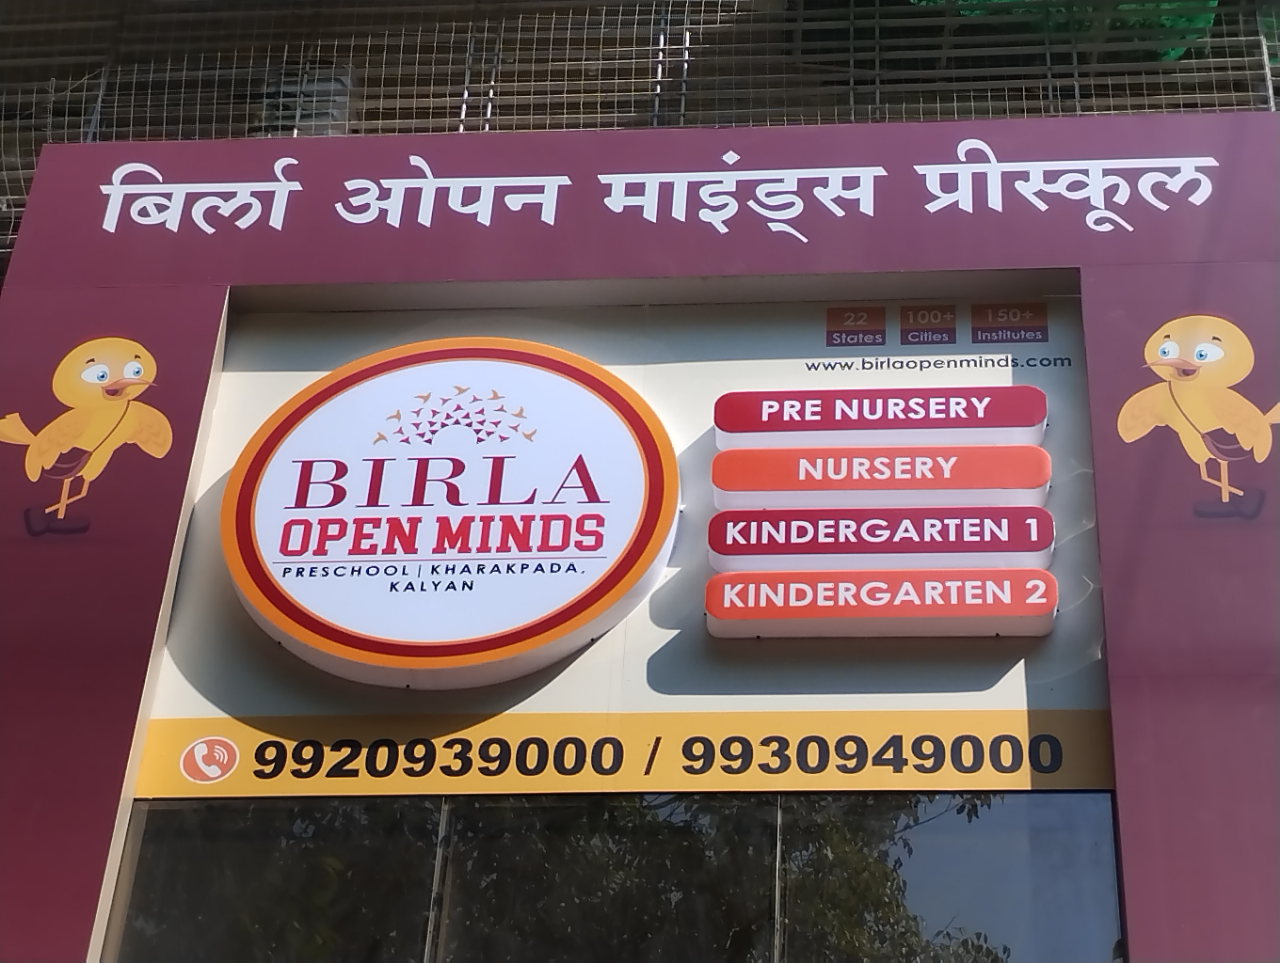 बिर्ला ओपन माइंड्स प्रीस्कूल
22 States
100+ Cities
150+ Institutes
www.birlaopenminds.com
BIRLA
OPEN MINDS
PRESCHOOL | KHARAKPADA,
KALYAN
PRE NURSERY
NURSERY
KINDERGARTEN 1
KINDERGARTEN 2
9920939000 / 9930949000